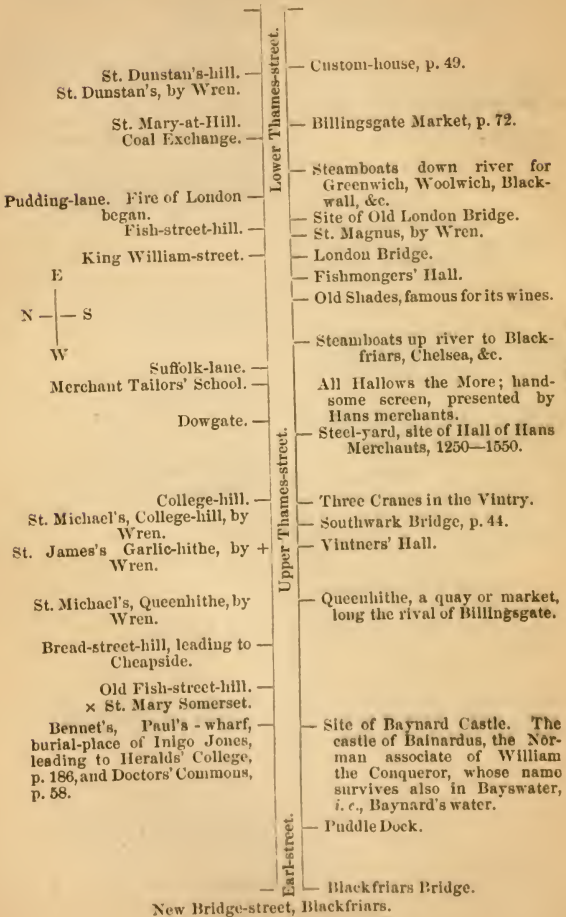 Lower Thames-street.
St. Dunstan's-hill.
St. Dunstan's, by Wren.
St. Mary-at-Hill.
Coal Exchange.
Pudding-lane. Fire of London
began.
Fish-street-hill.
King William-street.
E
N S
W
Suffolk-lane.
Merchant Tailors' School.
Dowgate.
Upper Thames-street.
College-hill.
St. Michael's, College-hill, by
Wren.
St. James's Garlic-hithe, by +
Wren.
St. Michael's, Queenhithe, by
Wren.
Bread-street-hill, leading to
Cheapside.
Old Fish-street-hill.
× St. Mary Somerset.
Bennet's, Paul's-wharf,
burial-place of Inigo Jones,
leading to Heralds' College,
p. 186, and Doctors' Commons,
p. 58.
Earl-street.
Custom-house, p. 49.
Billingsgate Market, p. 72.
Steamboats down river for
Greenwich, Woolwich, Black-
wall, &c.
Site of Old London Bridge.
St. Magnus, by Wren.
London Bridge.
Fishmongers' Hall.
Old Shades, famous for its wines.
Steamboats up river to Black-
friars, Chelsea, &c.
All Hallows the More; hand-
some screen, presented by
Hans merchants.
Steel-yard, site of Hall of Hans
Merchants, 1250—1550.
Three Cranes in the Vintry.
Southwark Bridge, p. 44.
Vintners' Hall.
Queenhithe, a quay or market,
long the rival of Billingsgate.
Site of Baynard Castle. The
castle of Bainardus, the Nor-
man associate of William
the Conqueror, whose name
survives also in Bayswater,
i. e., Baynard's water.
Puddle Dock.
Blackfriars Bridge.
New Bridge-street, Blackfriars.